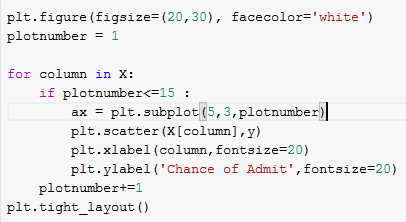 plt.figure(figsize=(20,30), facecolor='white')
plotnumber = 1
for column in X:
if plotnumber<=15 :
ax = plt.subplot(5,3,plotnumber)
plt.scatter(X[column],y)
plt.xlabel(column,fontsize=20)
plt.ylabel('Chance of Admit',fontsize=20)
plotnumber+=1
plt.tight_layout()